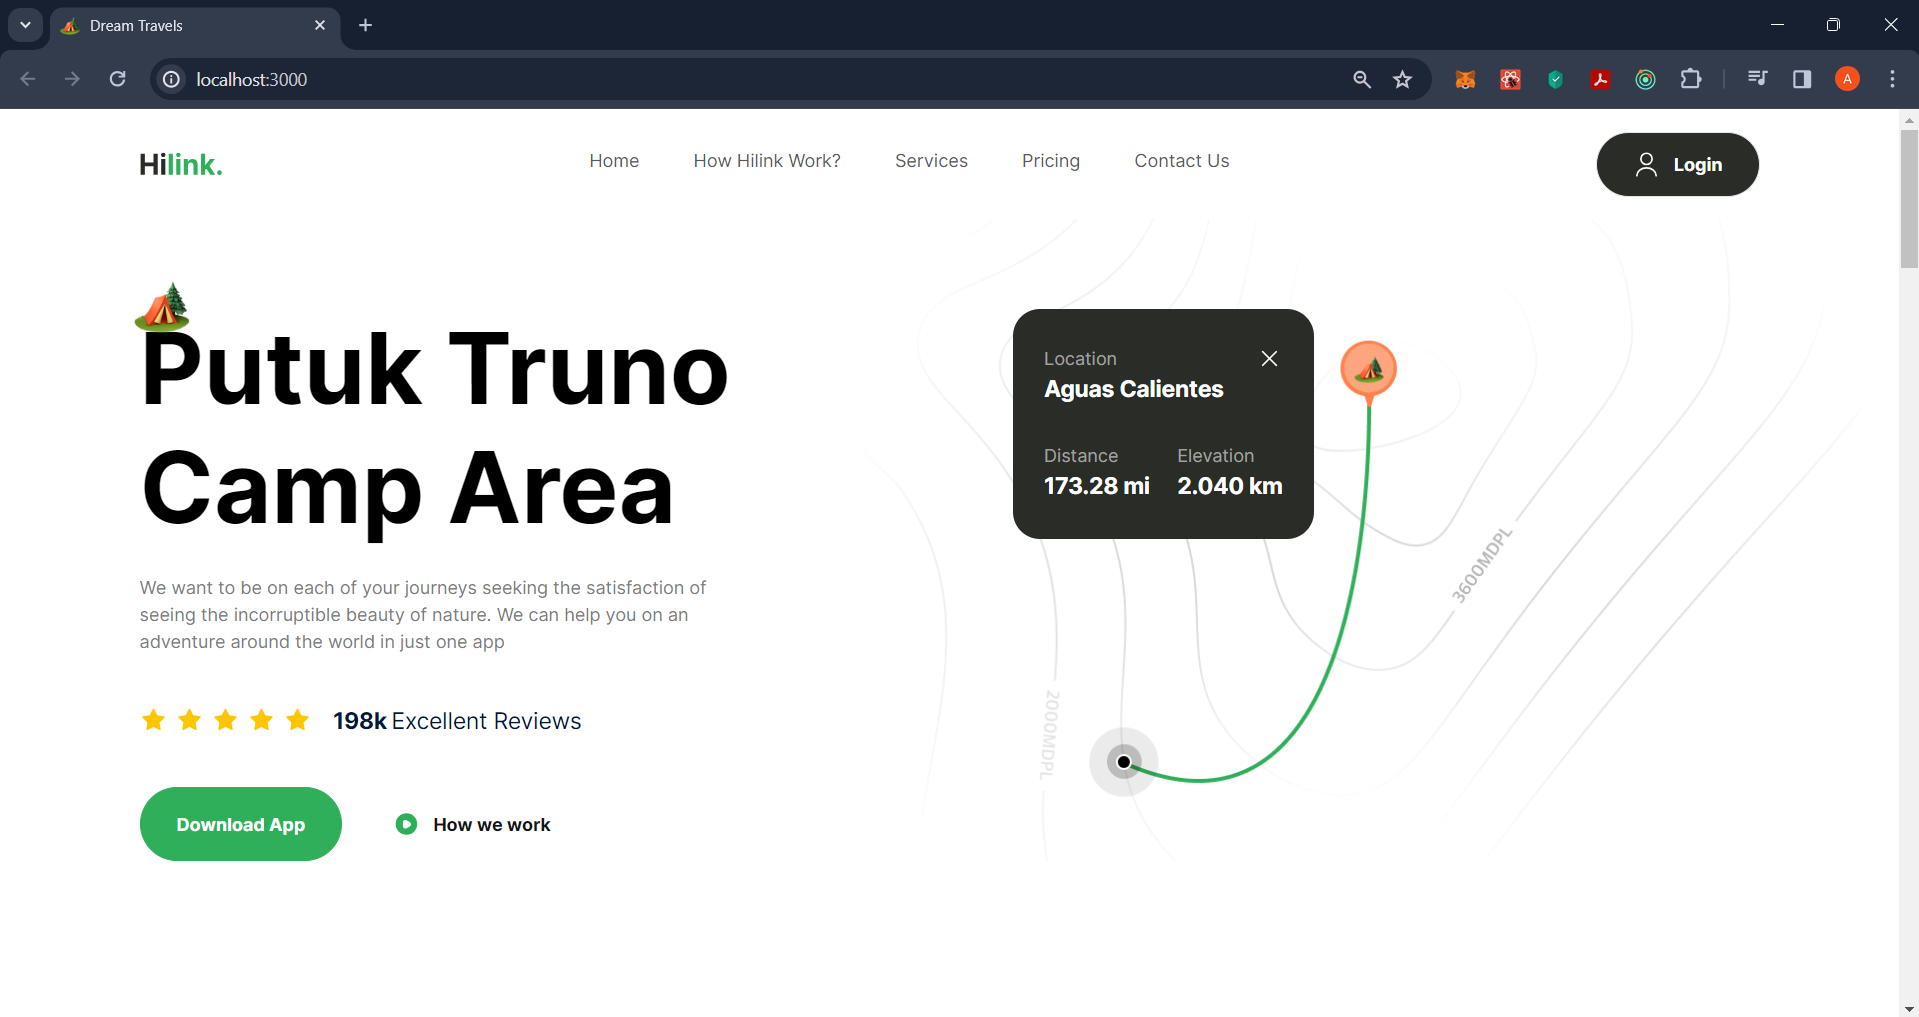 Dream Travels
localhost:3000
A
Hilink.
Home
How Hilink Work?
Services
Pricing
Contact Us
Login
Putuk Truno
Camp Area
We want to be on each of your journeys seeking the satisfaction of
seeing the incorruptible beauty of nature. We can help you on an
adventure around the world in just one app
198k Excellent Reviews
Download App
How we work
Location
Aguas Calientes
Distance
Elevation
173.28 mi
2.040 km
3600MDPL
2000MDPL